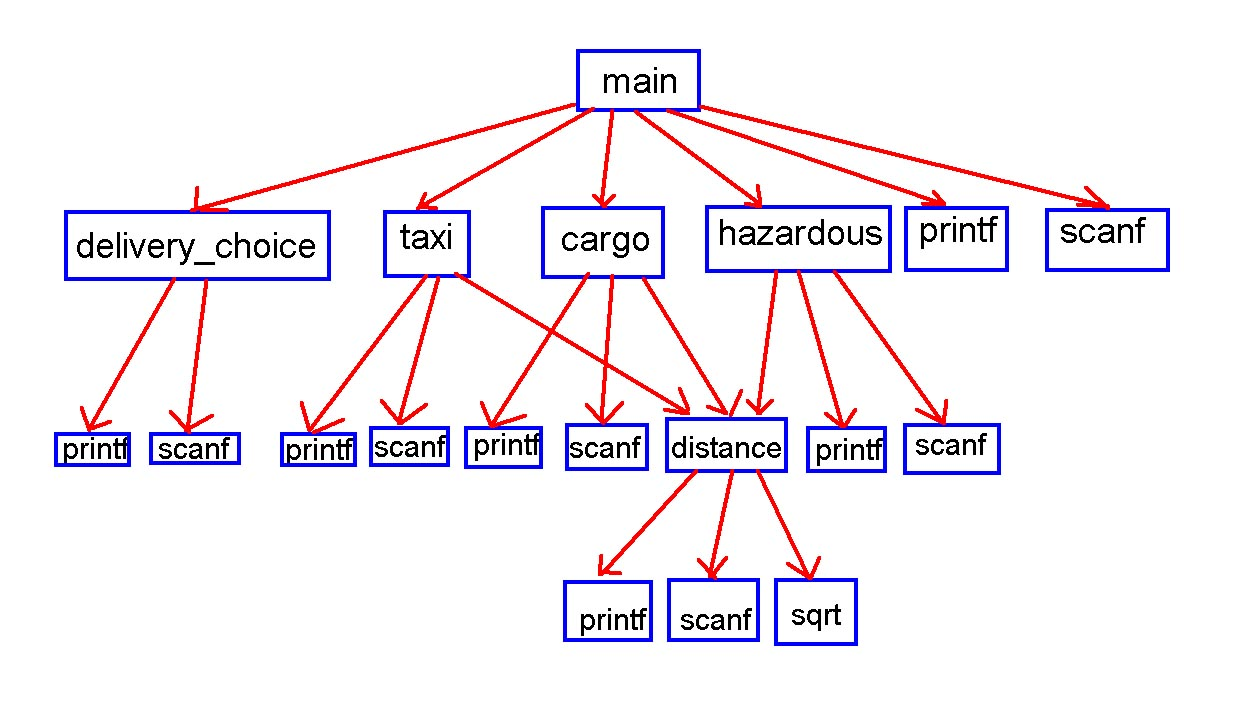 main
delivery_choice
taxi
cargo
hazardous
printf
scanf
printf
scanf
printf
scanf
printf
scanf
distance
printf
scanf
printf
scanf
sqrt